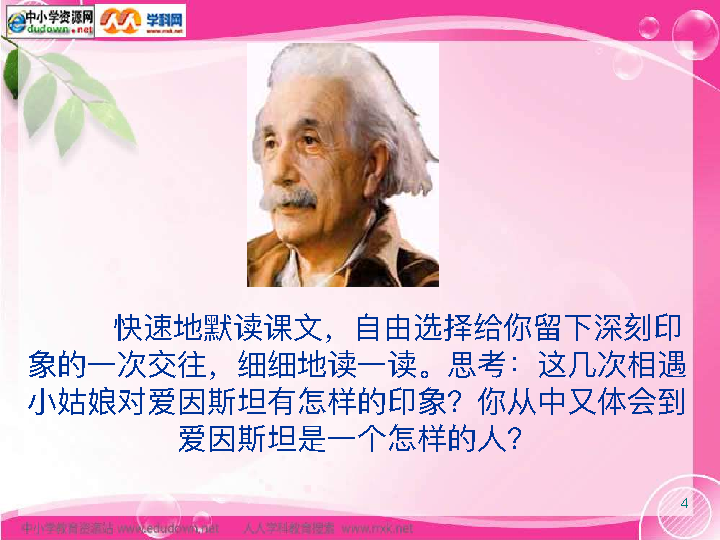 中小学资源网
edudown.net
学科网
www.nxk.net
快速地默读课文，自由选择给你留下深刻印
象的一次交往，细细地读一读。思考：这几次相遇
小姑娘对爱因斯坦有怎样的印象？你从中又体会到
爱因斯坦是一个怎样的人？
4
中小学教育资源站 www.edudown.net 人人学科教育搜索 www.rrxk.net